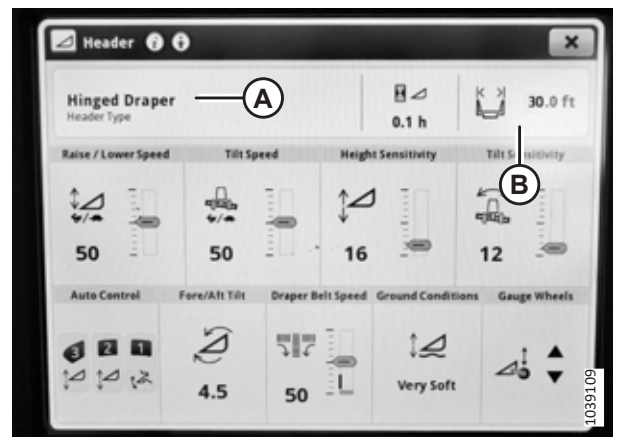 Header i
×
Hinged Draper
Header Type
A
0.1 h
30.0 ft
B
Raise / Lower Speed
Tilt Speed
Height Sensitivity
Tilt Sensitivity
50
50
16
12
Auto Control
Fore/Aft Tilt
Draper Belt Speed
Ground Conditions
Gauge Wheels
3 2 1
4.5
50
Very Soft
1039109